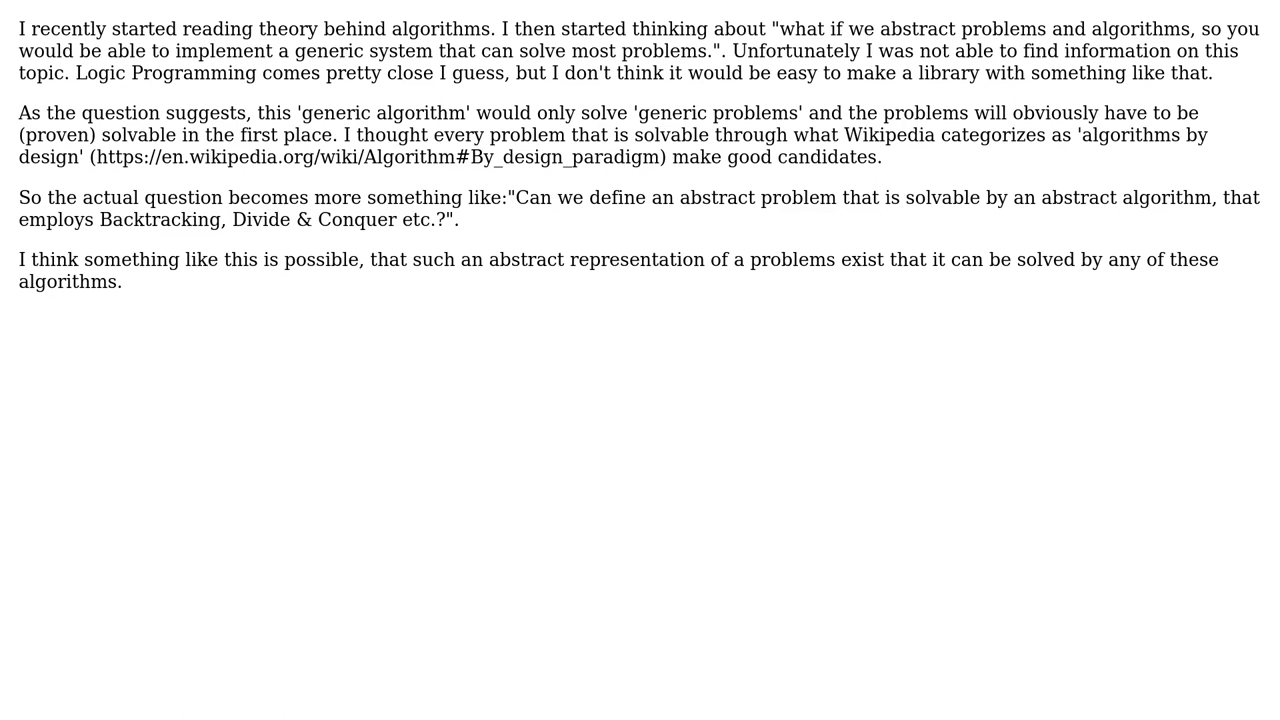 I recently started reading theory behind algorithms. I then started thinking about "what if we abstract problems and algorithms, so you
would be able to implement a generic system that can solve most problems.". Unfortunately I was not able to find information on this
topic. Logic Programming comes pretty close I guess, but I don't think it would be easy to make a library with something like that.
As the question suggests, this 'generic algorithm' would only solve 'generic problems' and the problems will obviously have to be
(proven) solvable in the first place. I thought every problem that is solvable through what Wikipedia categorizes as 'algorithms by
design' (https://en.wikipedia.org/wiki/Algorithm#By_design_paradigm) make good candidates.
So the actual question becomes more something like:"Can we define an abstract problem that is solvable by an abstract algorithm, that
employs Backtracking, Divide & Conquer etc.?".
I think something like this is possible, that such an abstract representation of a problems exist that it can be solved by any of these
algorithms.